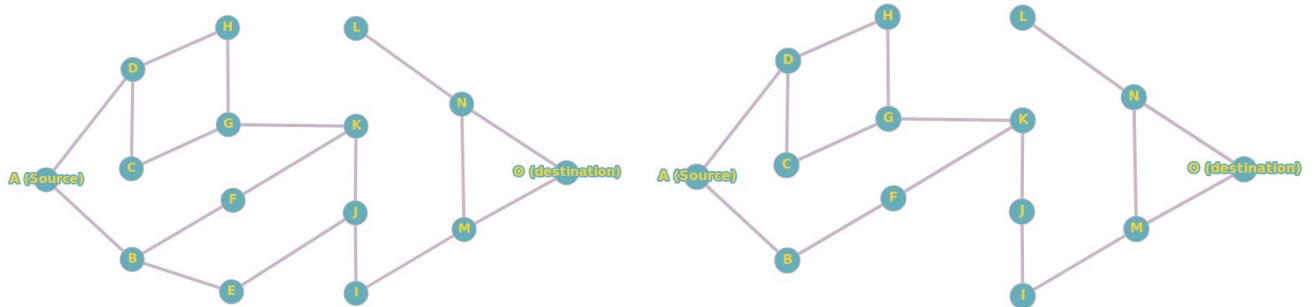 H
L
D
N
G
K
C
O (destination)
A (Source)
F
J
M
B
E
I
H
L
D
N
G
K
C
O (destination)
A (Source)
F
J
M
B
I